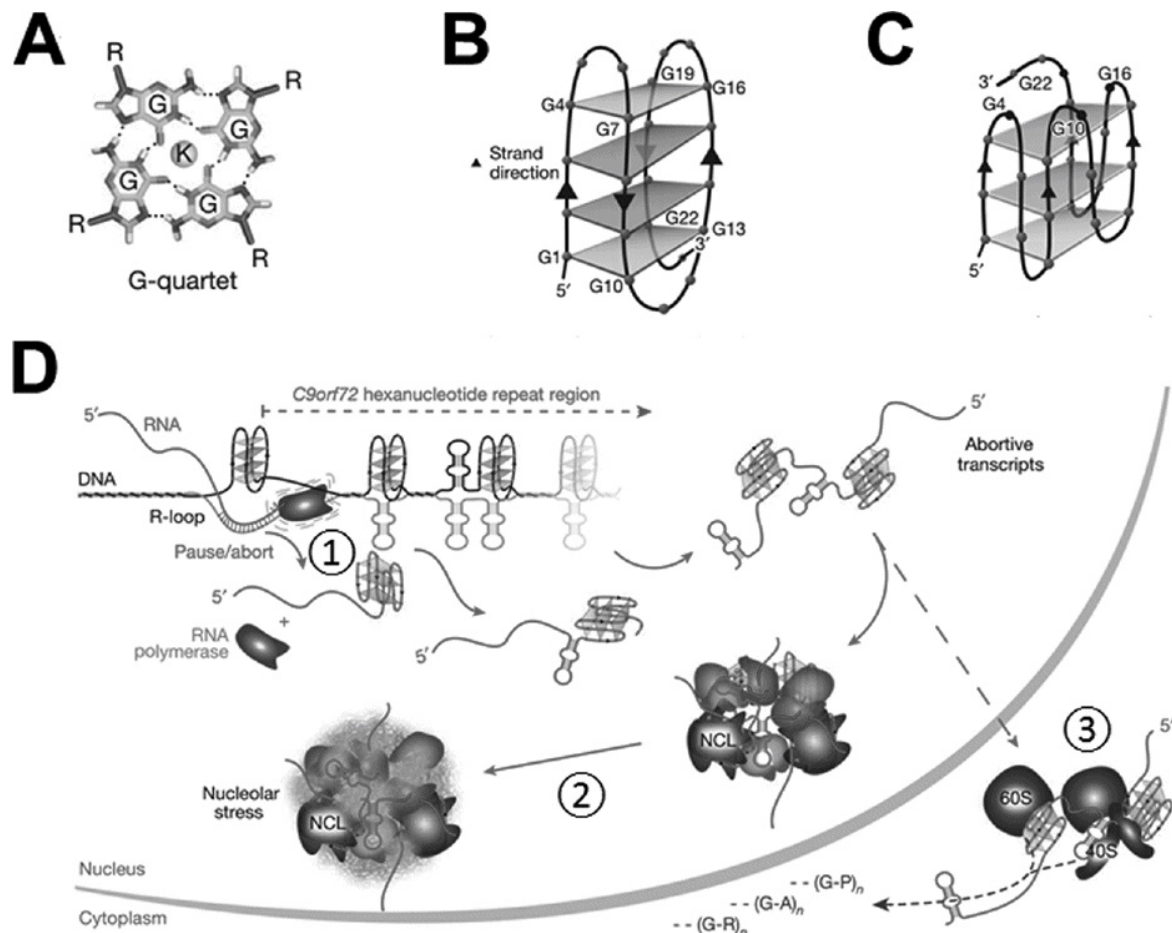 A
R
R
G
G
K
G
G
R
R
G-quartet
B
G19
G4
G16
G7
▲ Strand
direction
G22
G13
3′
G1
5′
G10
C
3′
G22
G16
G4
G10
5′
D
C9orf72 hexanucleotide repeat region
5′
RNA
5′
DNA
Abortive
transcripts
R-loop
Pause/abort
1
5′
+
RNA
polymerase
5′
3
5′
NCL
60S
2
Nucleolar
stress
NCL
40S
Nucleus
(G-P)n
(G-A)n
Cytoplasm
(G-R)n